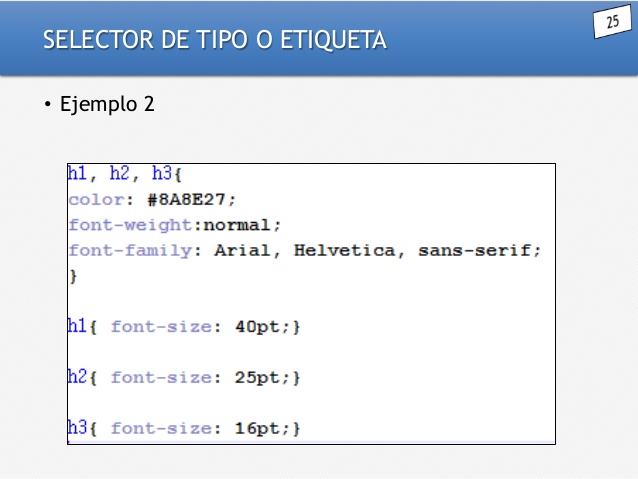 SELECTOR DE TIPO O ETIQUETA
25
• Ejemplo 2
h1, h2, h3{
color: #8A8E27;
font-weight:normal;
font-family: Arial, Helvetica, sans-serif;
}
h1{ font-size: 40pt;}
h2{ font-size: 25pt;}
h3{ font-size: 16pt;}